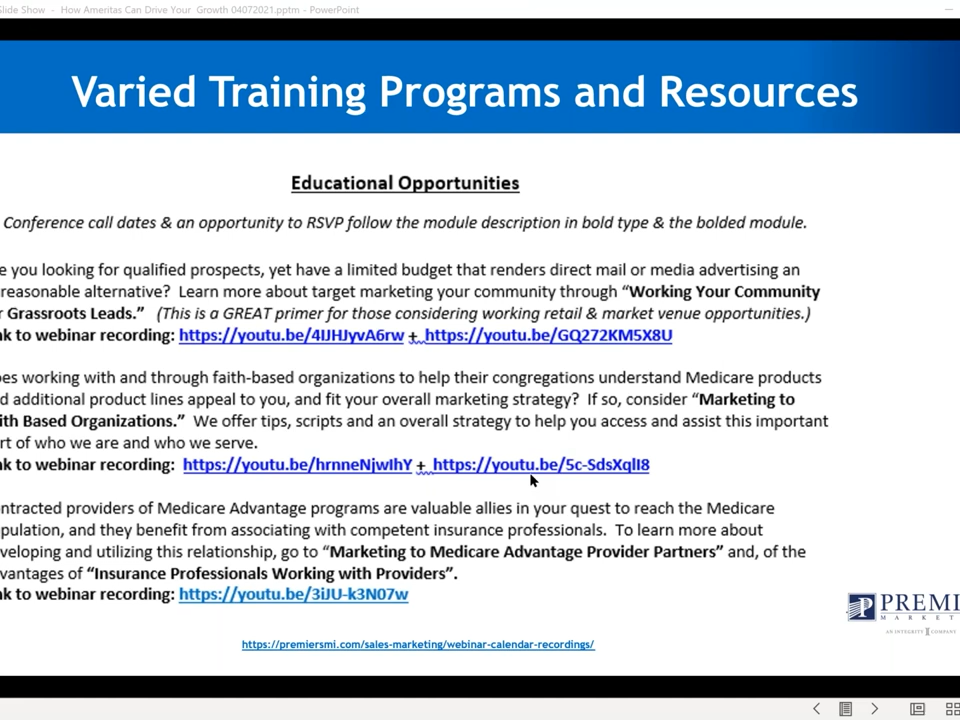 Slide Show - How Ameritas Can Drive Your Growth 04072021.pptm - PowerPoint
Varied Training Programs and Resources
Educational Opportunities
Conference call dates & an opportunity to RSVP follow the module description in bold type & the bolded module.
e you looking for qualified prospects, yet have a limited budget that renders direct mail or media advertising an
reasonable alternative? Learn more about target marketing your community through “Working Your Community
r Grassroots Leads.” (This is a GREAT primer for those considering working retail & market venue opportunities.)
nk to webinar recording: https://youtu.be/4IJHJyvA6rw + https://youtu.be/GQ272KM5X8U
es working with and through faith-based organizations to help their congregations understand Medicare products
d additional product lines appeal to you, and fit your overall marketing strategy? If so, consider “Marketing to
ith Based Organizations.” We offer tips, scripts and an overall strategy to help you access and assist this important
rt of who we are and who we serve.
nk to webinar recording: https://youtu.be/hrnneNjwIhY + https://youtu.be/5c-SdsXqlI8
ntracted providers of Medicare Advantage programs are valuable allies in your quest to reach the Medicare
pulation, and they benefit from associating with competent insurance professionals. To learn more about
veloping and utilizing this relationship, go to “Marketing to Medicare Advantage Provider Partners” and, of the
vantages of “Insurance Professionals Working with Providers”.
nk to webinar recording: https://youtu.be/3iJU-k3N07w
PREMI
MARKET
AN INTEGRITY COMPANY
https://premiersmi.com/sales-marketing/webinar-calendar-recordings/